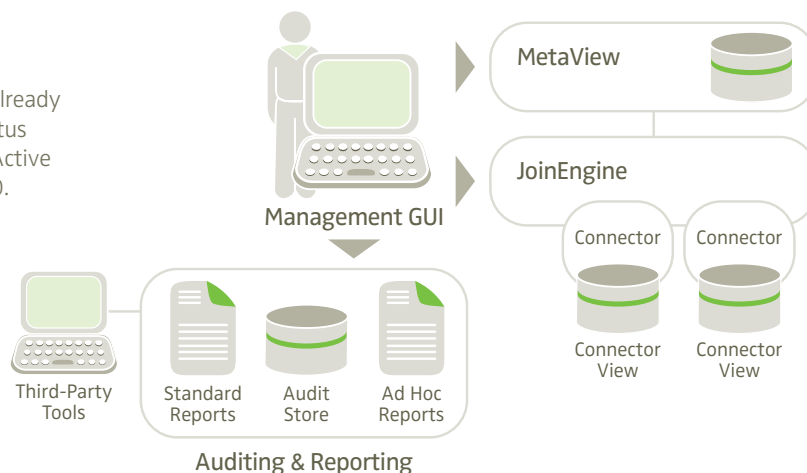 MetaView
JoinEngine
Connector
Connector
Connector
View
Connector
View
Management GUI
Third-Party
Tools
Standard
Reports
Audit
Store
Ad Hoc
Reports
Auditing & Reporting